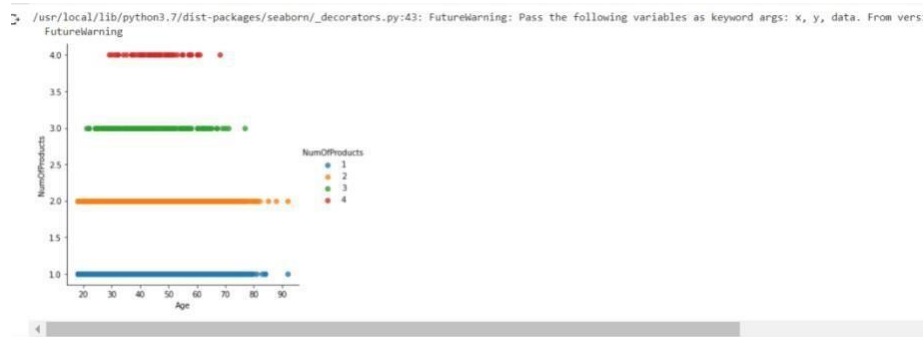 /usr/local/lib/python3.7/dist-packages/seaborn/_decorators.py:43: FutureWarning: Pass the following variables as keyword args: x, y, data. From vers
FutureWarning
4.0
3.5
3.0
2.5
2.0
1.5
1.0
NumOfProducts
20 30 40 50 60 70 80 90
Age
NumOfProducts
1
2
3
4